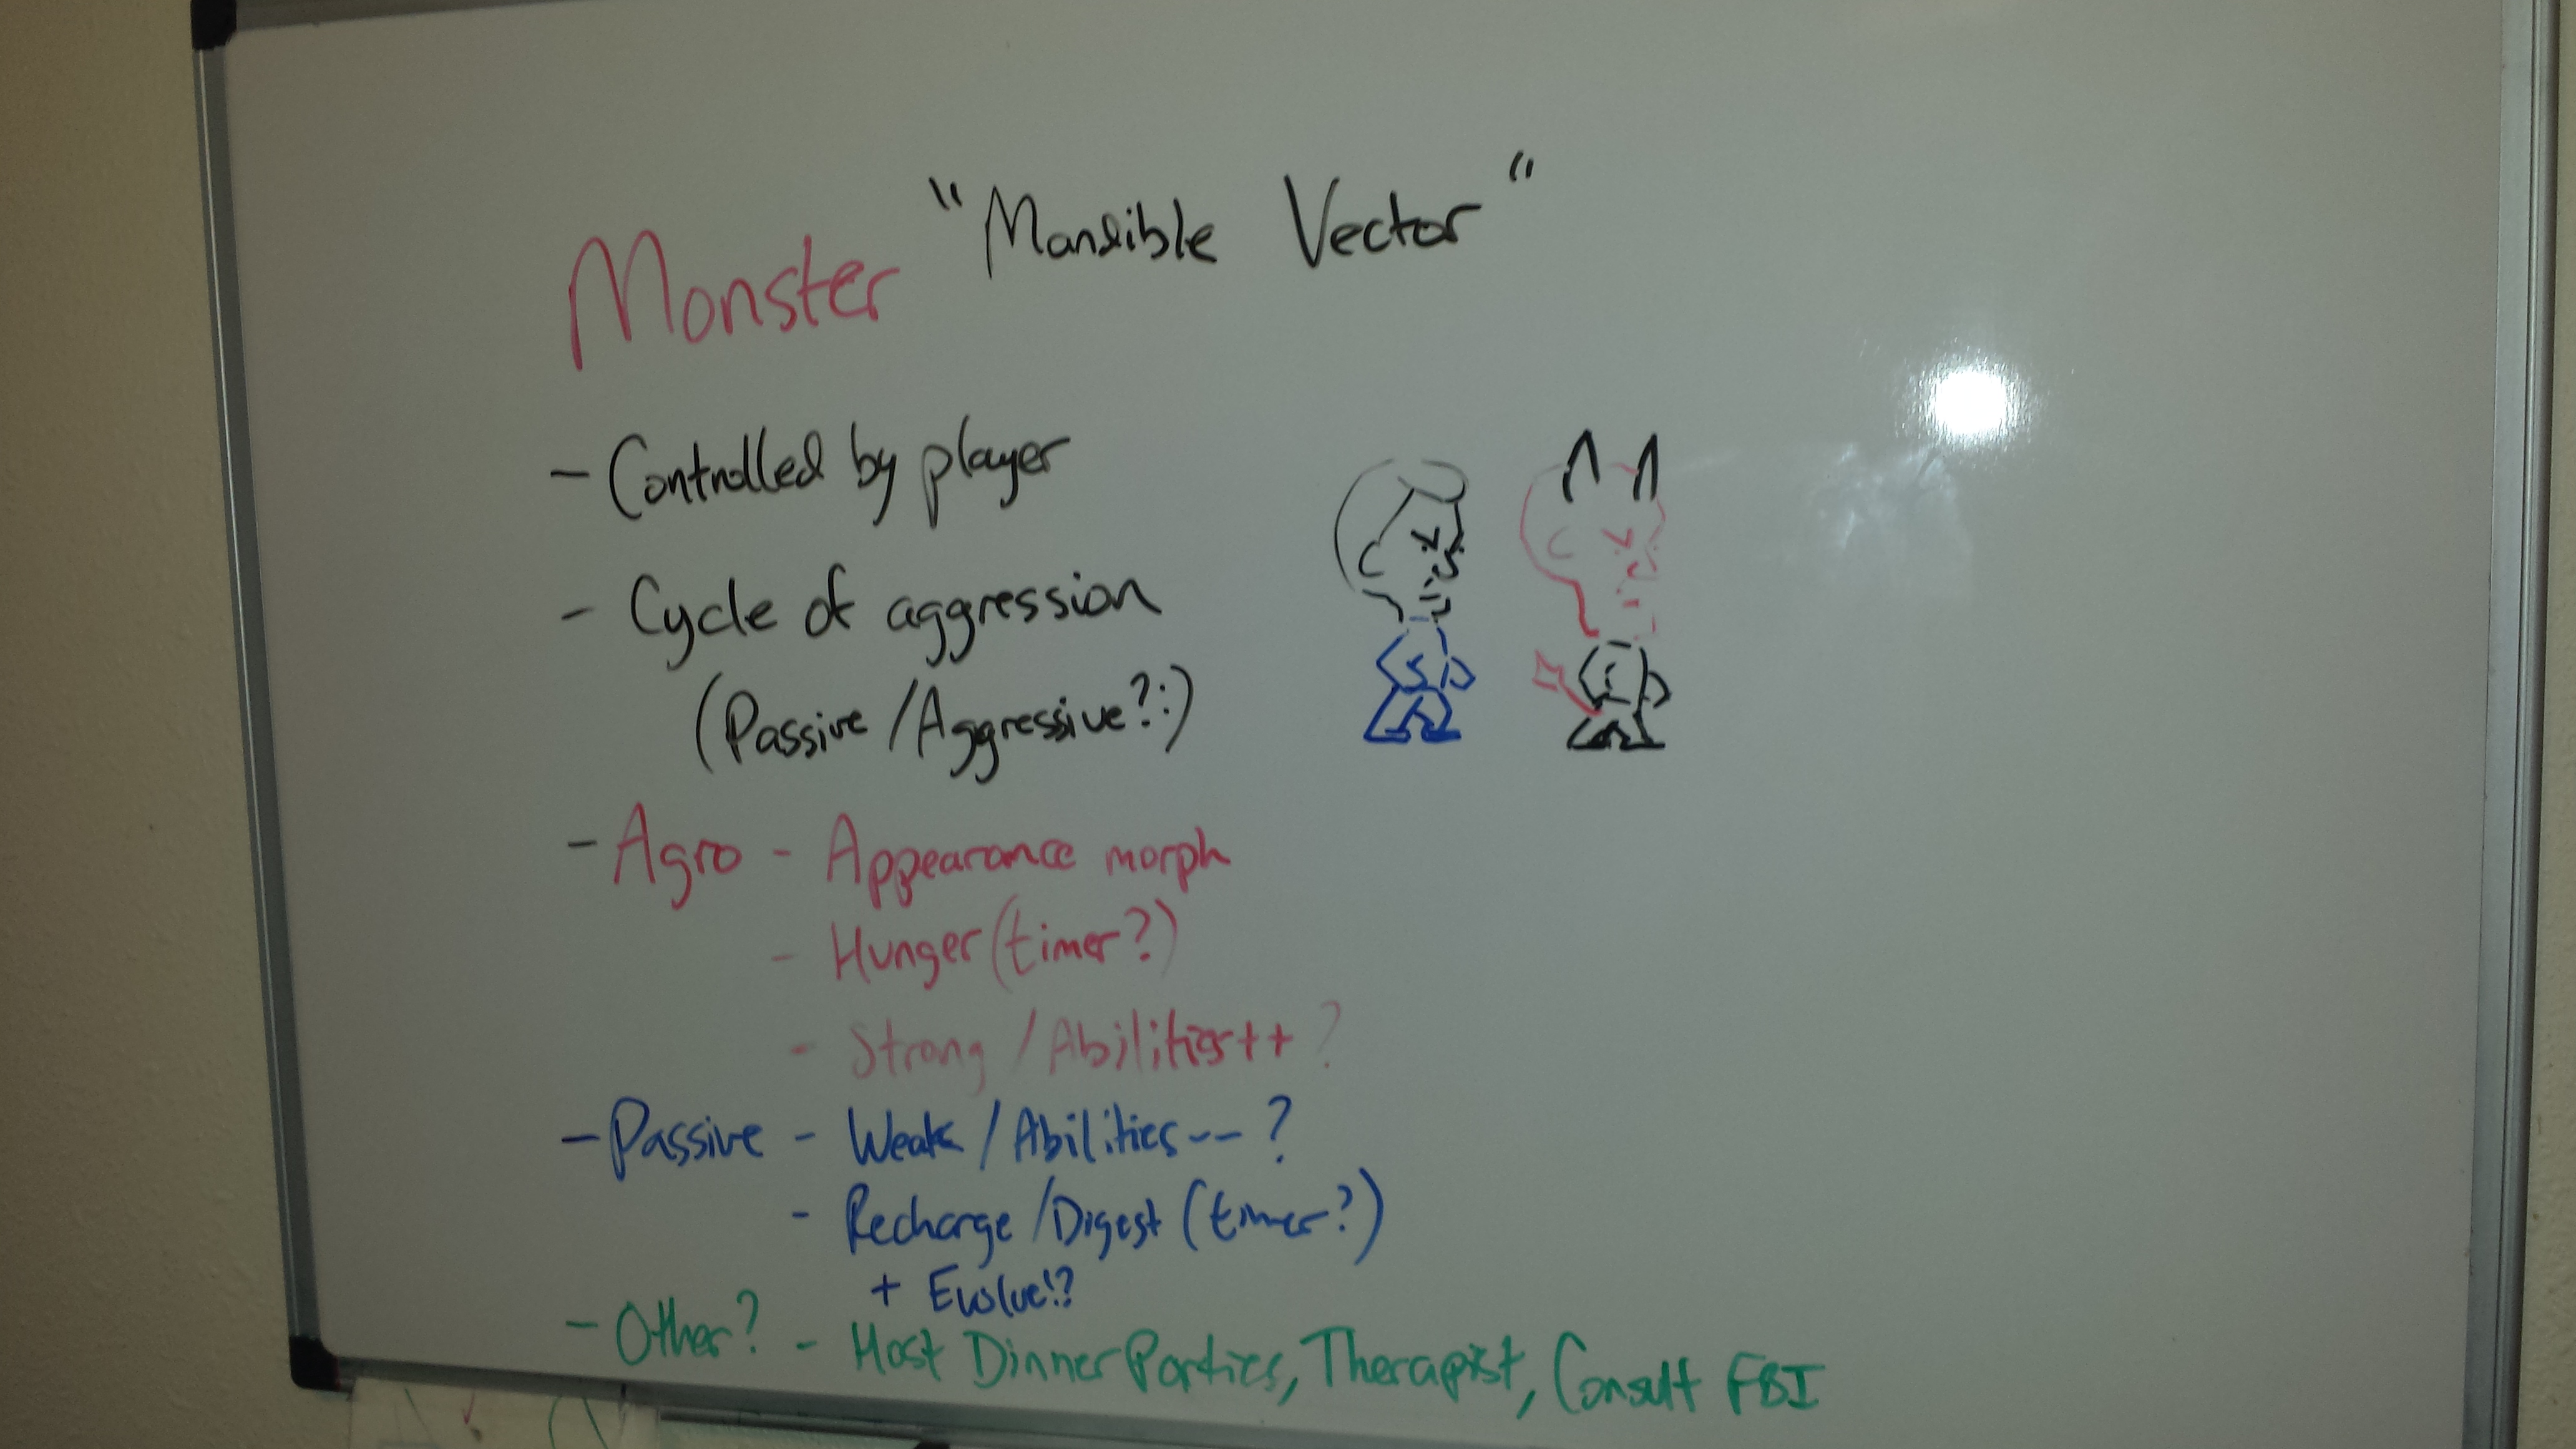 "Mandible Vector"
Monster
- Controlled by player
- Cycle of aggression
(Passive/Aggressive?:)
- Agro - Appearance morph
- Hunger (timer?)
- Strong/Abilities++?
- Passive - Weak/Abilities--?
- Recharge/Digest (timer?)
+ Evolve!?
- Other? - Host Dinner Parties, Therapist, Consult FBI